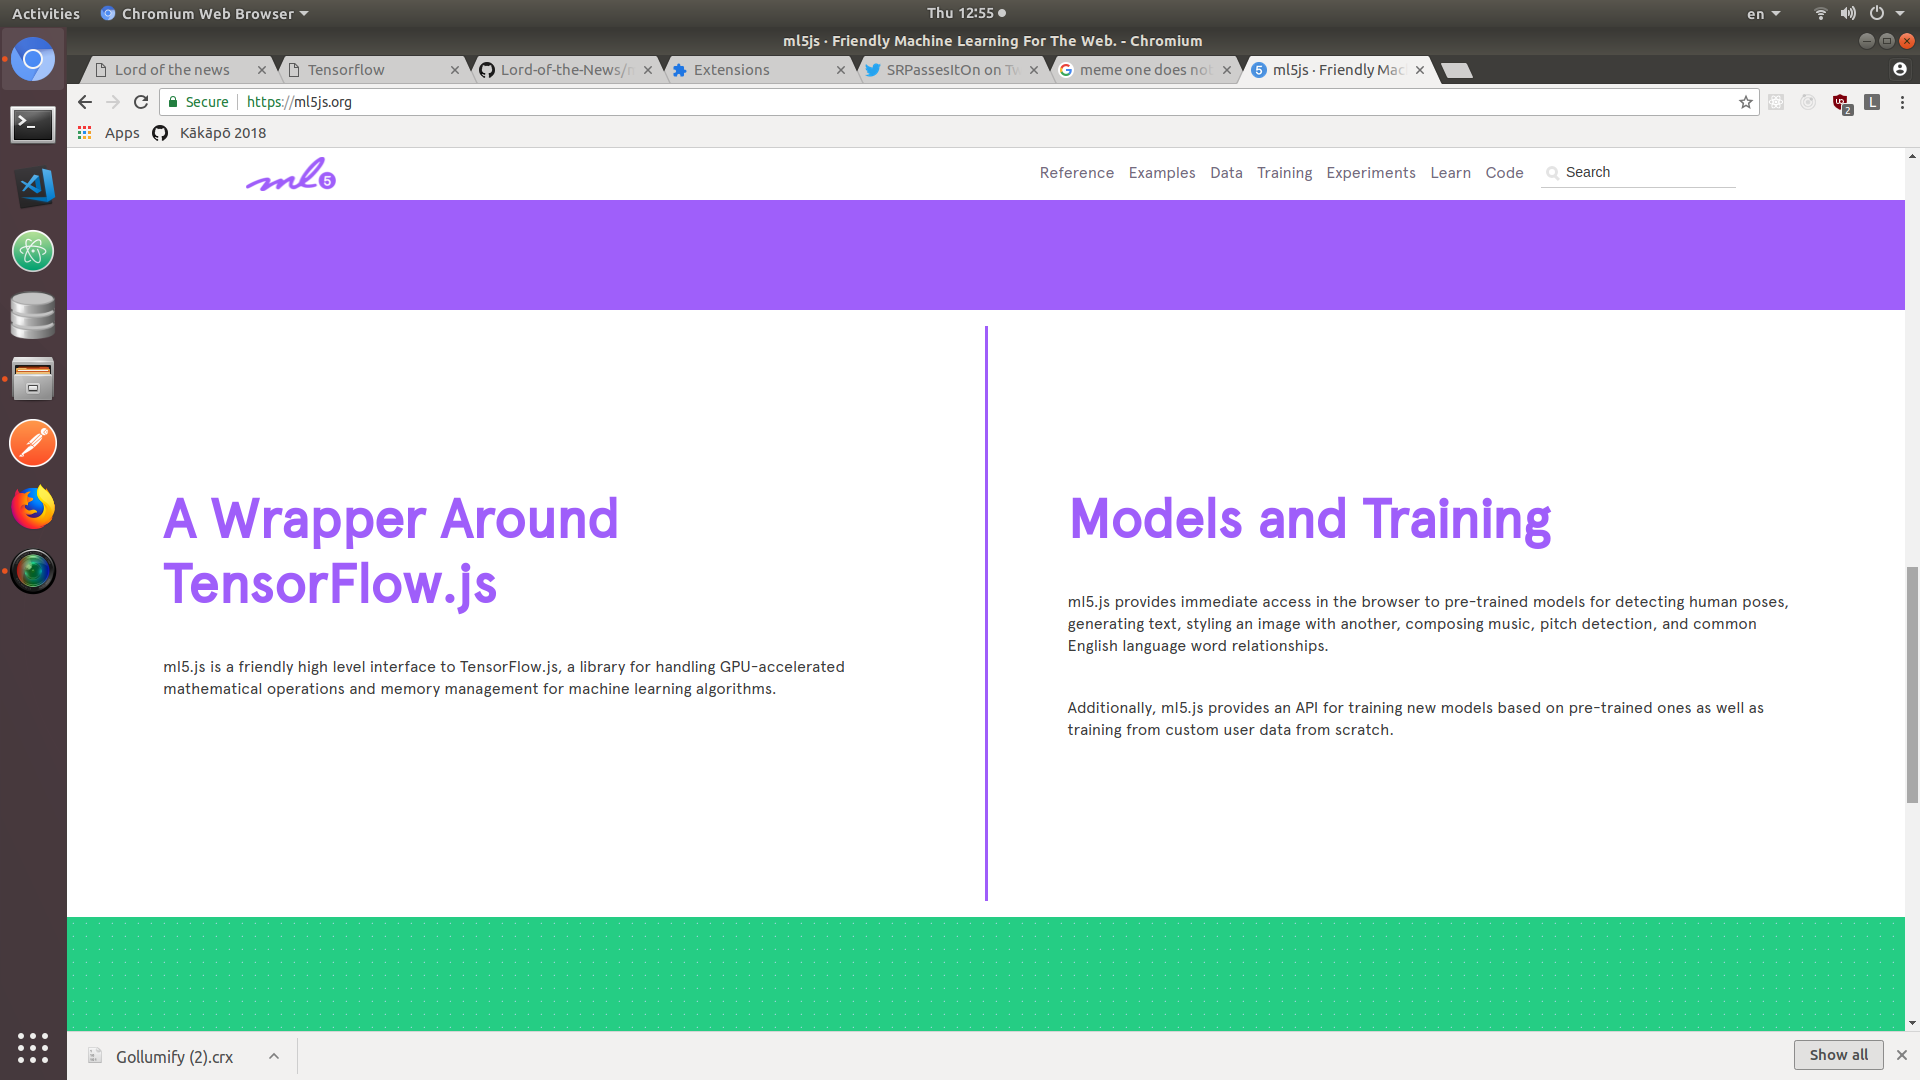 Activities
Chromium Web Browser
Thu 12:55
en
ml5js · Friendly Machine Learning For The Web. - Chromium
Lord of the news
Tensorflow
Lord-of-the-News/
Extensions
SRPassesItOn on Tw
meme one does not
ml5js · Friendly Mac
Secure
https://ml5js.org
2
L
Apps
Kākāpō 2018
ml5
Reference
Examples
Data
Training
Experiments
Learn
Code
Search
A Wrapper Around
TensorFlow.js
ml5.js is a friendly high level interface to TensorFlow.js, a library for handling GPU-accelerated
mathematical operations and memory management for machine learning algorithms.
Models and Training
ml5.js provides immediate access in the browser to pre-trained models for detecting human poses,
generating text, styling an image with another, composing music, pitch detection, and common
English language word relationships.
Additionally, ml5.js provides an API for training new models based on pre-trained ones as well as
training from custom user data from scratch.
Gollumify (2).crx
Show all